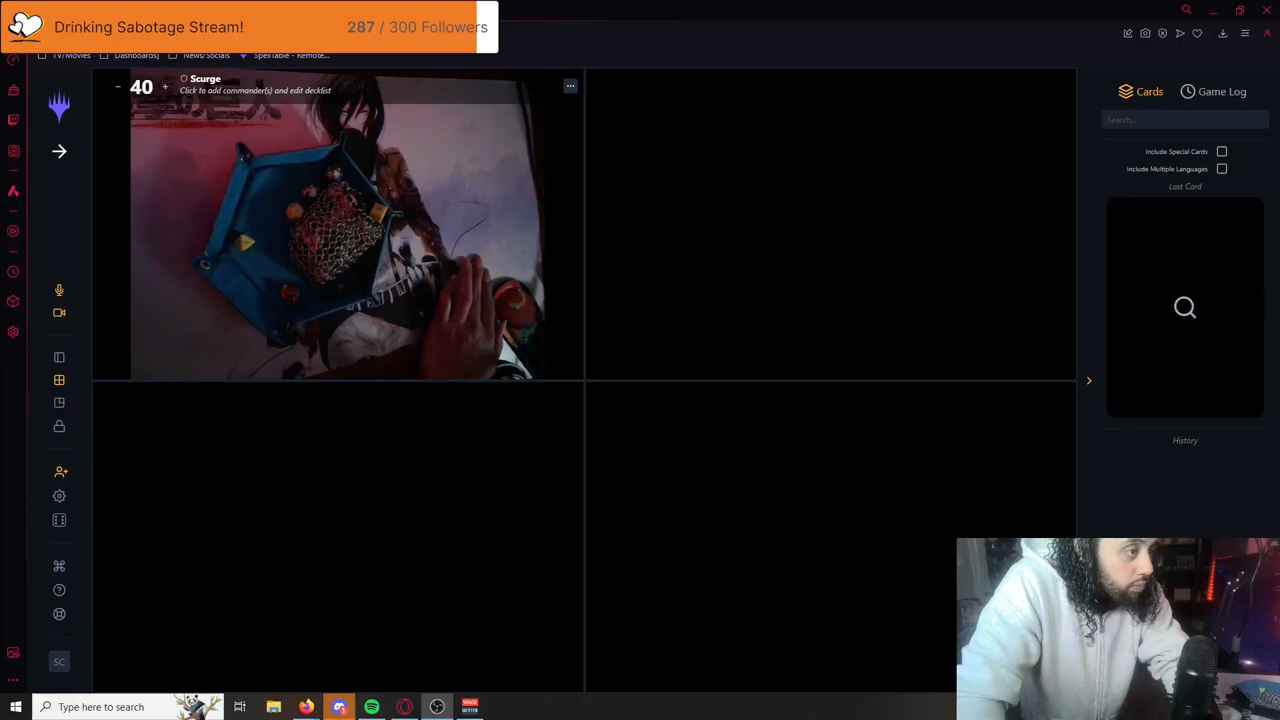 Drinking Sabotage Stream! 287 / 300 Followers
TV/Movies Dashboards] News/Socials SpellTable - Remote...
− 40 + Scurge
Click to add commander(s) and edit decklist
Cards Game Log
Search...
Include Special Cards
Include Multiple Languages
Last Card
History
SC
Type here to search